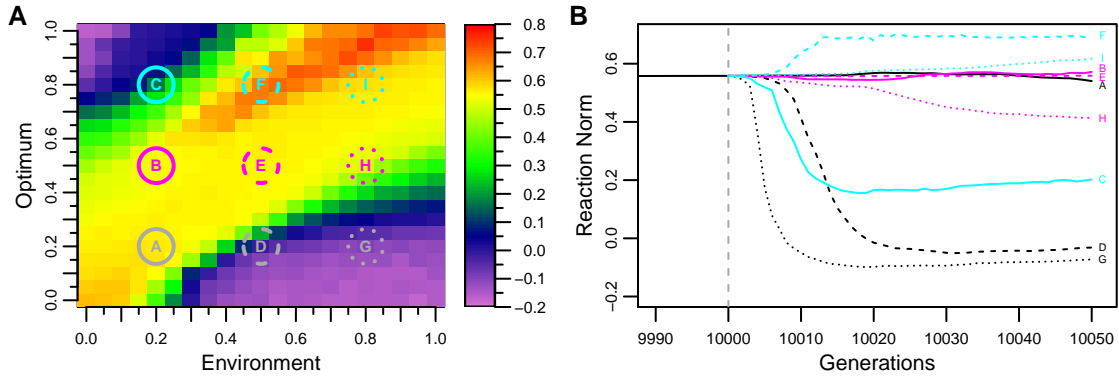 A
Optimum
0.0
0.2
0.4
0.6
0.8
1.0
C
F
I
B
E
H
A
D
G
0.0 0.2 0.4 0.6 0.8 1.0
Environment
0.8
0.7
0.6
0.5
0.4
0.3
0.2
0.1
0.0
−0.1
−0.2
B
Reaction Norm
0.6
0.4
0.2
0.0
−0.2
F
I
B
E
A
H
C
D
G
9990 10000 10010 10020 10030 10040 10050
Generations